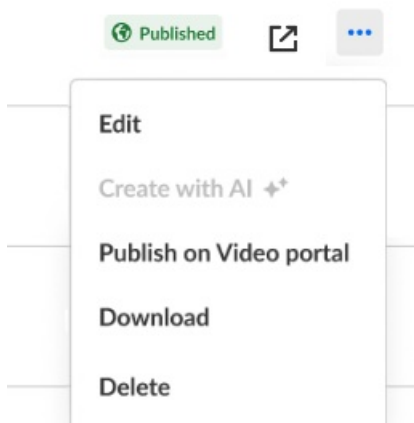 Published
Edit
Create with AI
Publish on Video portal
Download
Delete